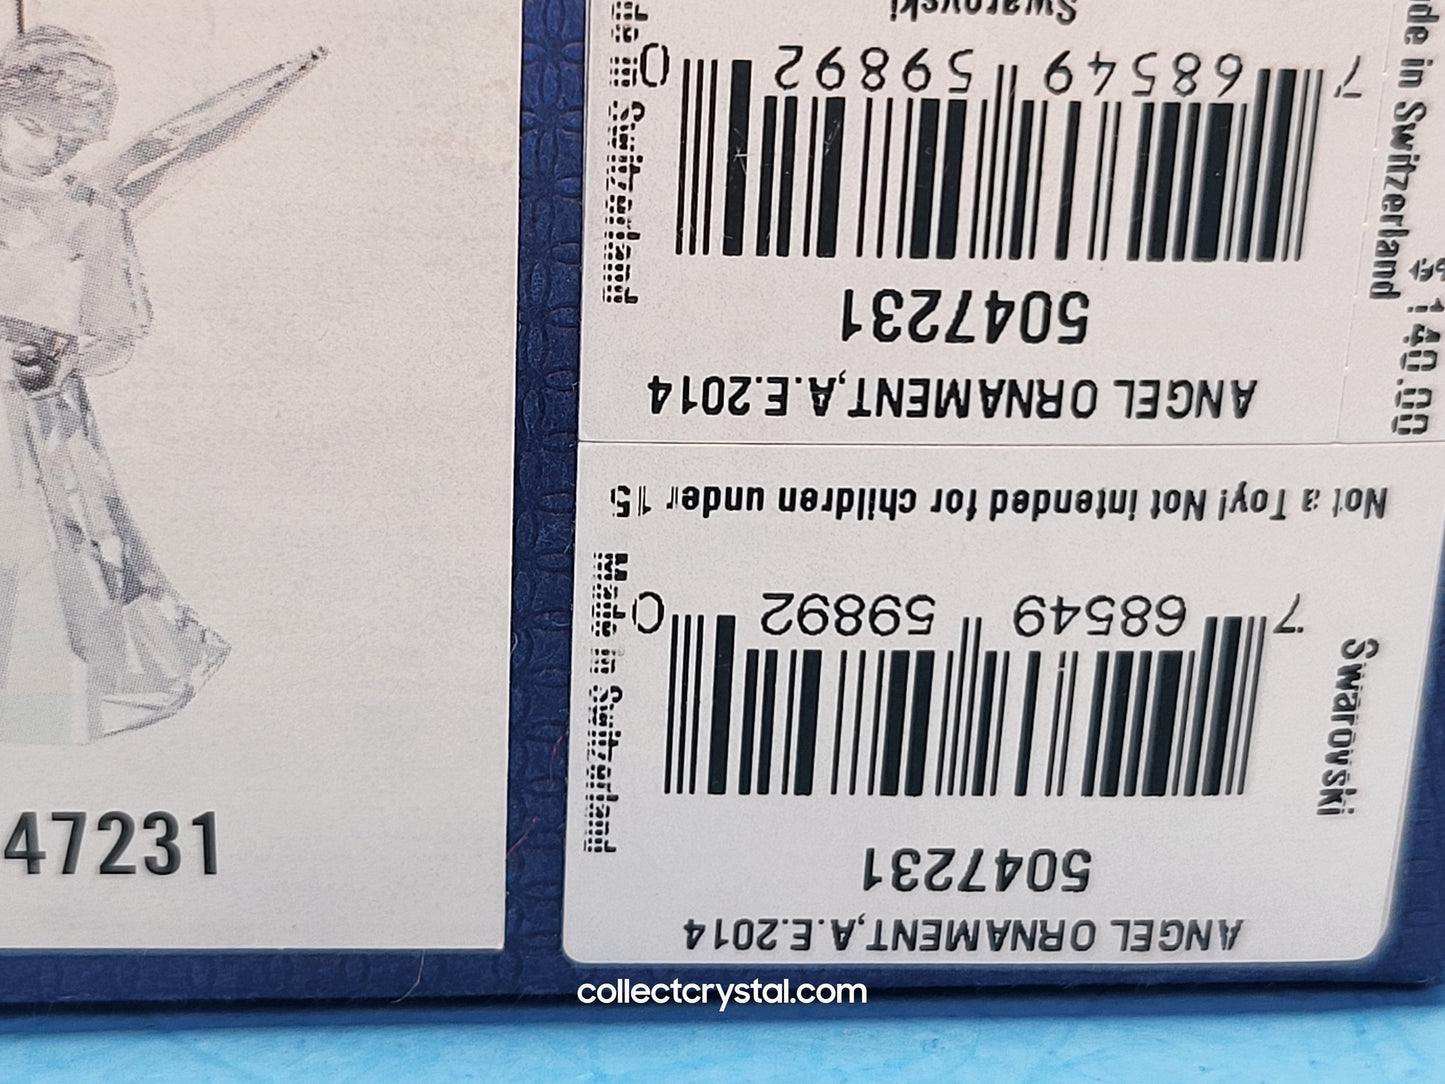 47231
ANGEL ORNAMENT,A.E.2014
5047231
7 68549 59892 0
Made in Switzerland
Swarovski
Not a Toy! Not intended for children under 15
ANGEL ORNAMENT,A.E.2014
5047231
7 68549 59892 0
de in Switzerland
Swarovski
de in Switzerland
$ 140.00
collectcrystal.com